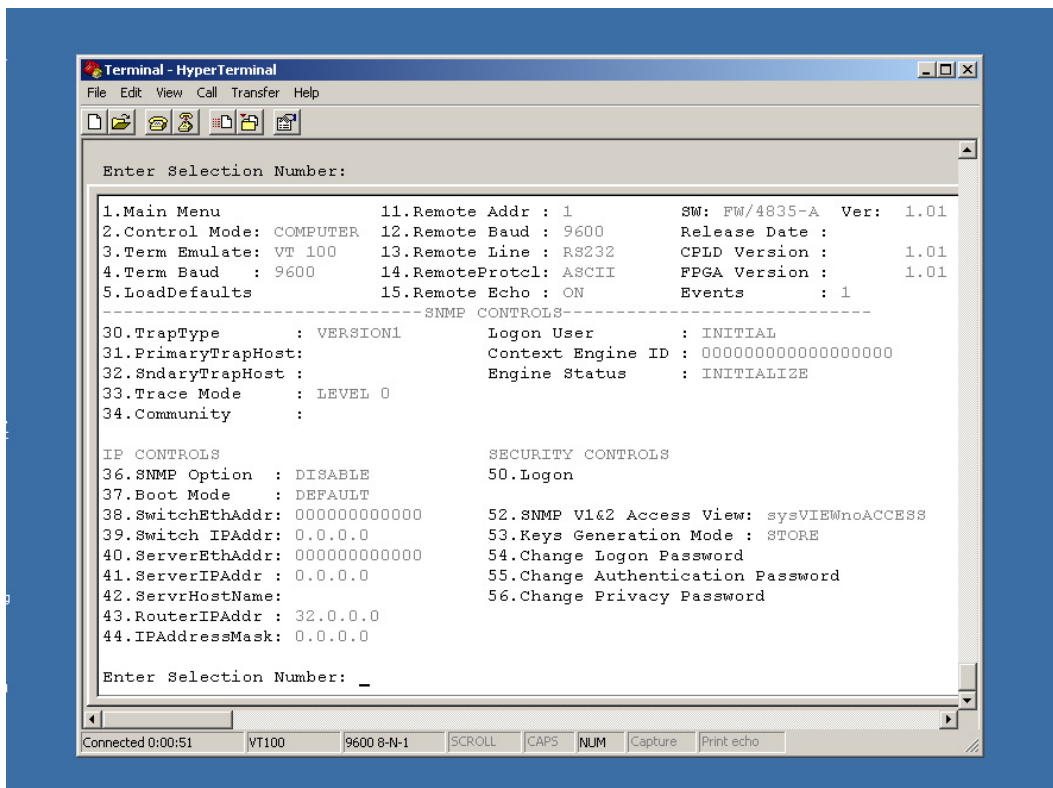 Terminal - HyperTerminal
File Edit View Call Transfer Help
Enter Selection Number:
1.Main Menu 11.Remote Addr : 1 SW: FW/4835-A Ver: 1.01
2.Control Mode: COMPUTER 12.Remote Baud : 9600 Release Date :
3.Term Emulate: VT 100 13.Remote Line : RS232 CPLD Version : 1.01
4.Term Baud : 9600 14.RemoteProtcl: ASCII FPGA Version : 1.01
5.LoadDefaults 15.Remote Echo : ON Events : 1
------------------------------SNMP CONTROLS-----------------------------
30.TrapType : VERSION1 Logon User : INITIAL
31.PrimaryTrapHost: Context Engine ID : 000000000000000000
32.SndaryTrapHost : Engine Status : INITIALIZE
33.Trace Mode : LEVEL 0
34.Community :
IP CONTROLS SECURITY CONTROLS
36.SNMP Option : DISABLE 50.Logon
37.Boot Mode : DEFAULT
38.SwitchEthAddr: 000000000000 52.SNMP V1&2 Access View: sysVIEWnoACCESS
39.Switch IPAddr: 0.0.0.0 53.Keys Generation Mode : STORE
40.ServerEthAddr: 000000000000 54.Change Logon Password
41.ServerIPAddr : 0.0.0.0 55.Change Authentication Password
42.ServrHostName: 56.Change Privacy Password
43.RouterIPAddr : 32.0.0.0
44.IPAddressMask: 0.0.0.0
Enter Selection Number: _
Connected 0:00:51 VT100 9600 8-N-1 SCROLL CAPS NUM Capture Print echo